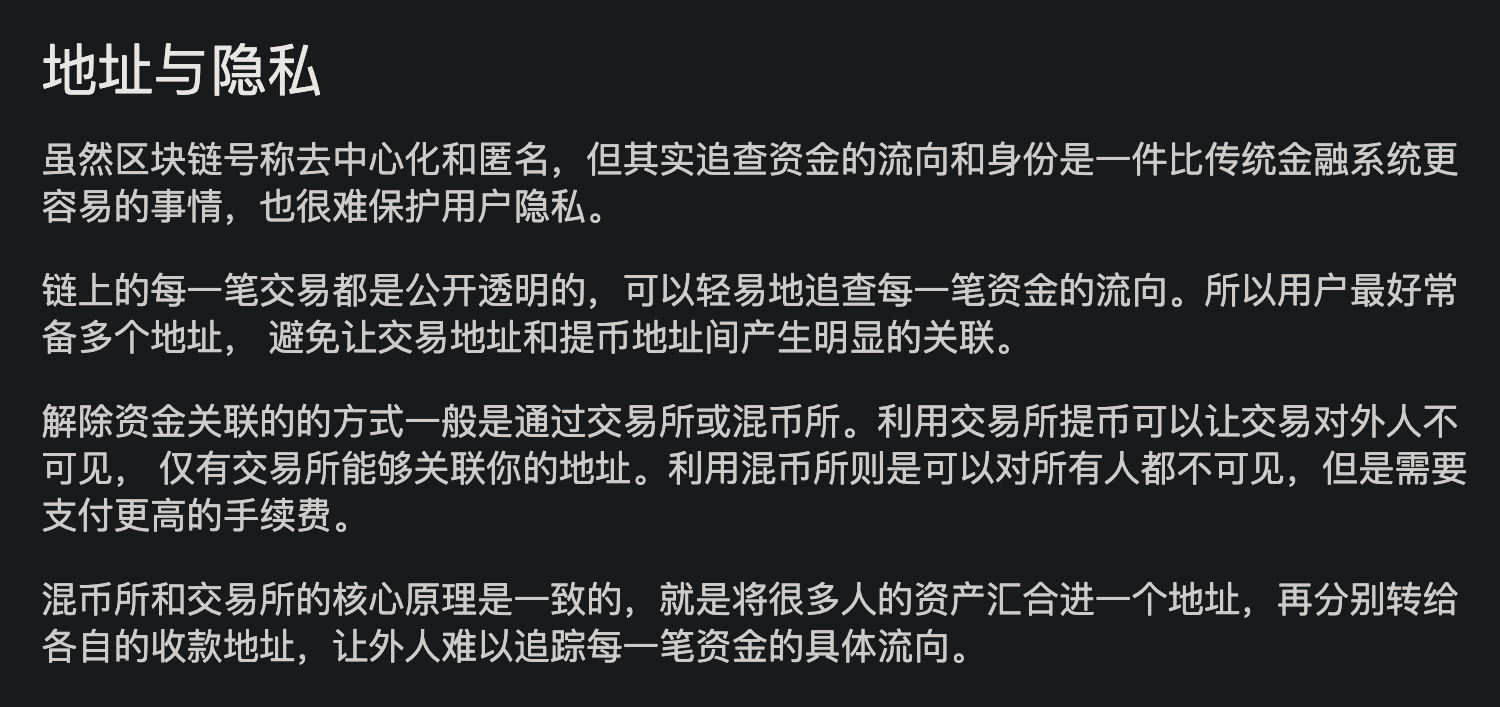 地址与隐私
虽然区块链号称去中心化和匿名，但其实追查资金的流向和身份是一件比传统金融系统更
容易的事情，也很难保护用户隐私。
链上的每一笔交易都是公开透明的，可以轻易地追查每一笔资金的流向。所以用户最好常
备多个地址， 避免让交易地址和提币地址间产生明显的关联。
解除资金关联的的方式一般是通过交易所或混币所。利用交易所提币可以让交易对外人不
可见， 仅有交易所能够关联你的地址。利用混币所则是可以对所有人都不可见，但是需要
支付更高的手续费。
混币所和交易所的核心原理是一致的，就是将很多人的资产汇合进一个地址，再分别转给
各自的收款地址，让外人难以追踪每一笔资金的具体流向。